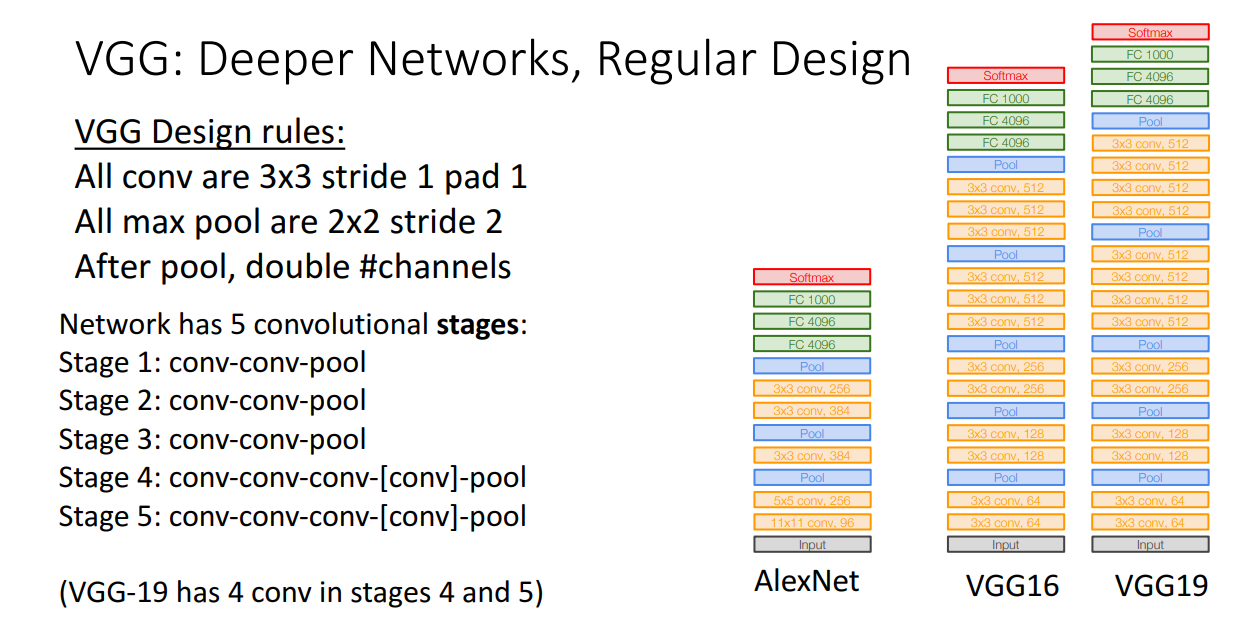 VGG: Deeper Networks, Regular Design
VGG Design rules:
All conv are 3x3 stride 1 pad 1
All max pool are 2x2 stride 2
After pool, double #channels
Network has 5 convolutional stages:
Stage 1: conv-conv-pool
Stage 2: conv-conv-pool
Stage 3: conv-conv-pool
Stage 4: conv-conv-conv-[conv]-pool
Stage 5: conv-conv-conv-[conv]-pool
(VGG-19 has 4 conv in stages 4 and 5)
Softmax
FC 1000
FC 4096
FC 4096
Pool
3x3 conv, 256
3x3 conv, 384
Pool
3x3 conv, 384
Pool
5x5 conv, 256
11x11 conv, 96
Input
AlexNet
Softmax
FC 1000
FC 4096
FC 4096
Pool
3x3 conv, 512
3x3 conv, 512
3x3 conv, 512
Pool
3x3 conv, 512
3x3 conv, 512
3x3 conv, 512
Pool
3x3 conv, 256
3x3 conv, 256
Pool
3x3 conv, 128
3x3 conv, 128
Pool
3x3 conv, 64
3x3 conv, 64
Input
VGG16
Softmax
FC 1000
FC 4096
FC 4096
Pool
3x3 conv, 512
3x3 conv, 512
3x3 conv, 512
3x3 conv, 512
Pool
3x3 conv, 512
3x3 conv, 512
3x3 conv, 512
3x3 conv, 512
Pool
3x3 conv, 256
3x3 conv, 256
Pool
3x3 conv, 128
3x3 conv, 128
Pool
3x3 conv, 64
3x3 conv, 64
Input
VGG19